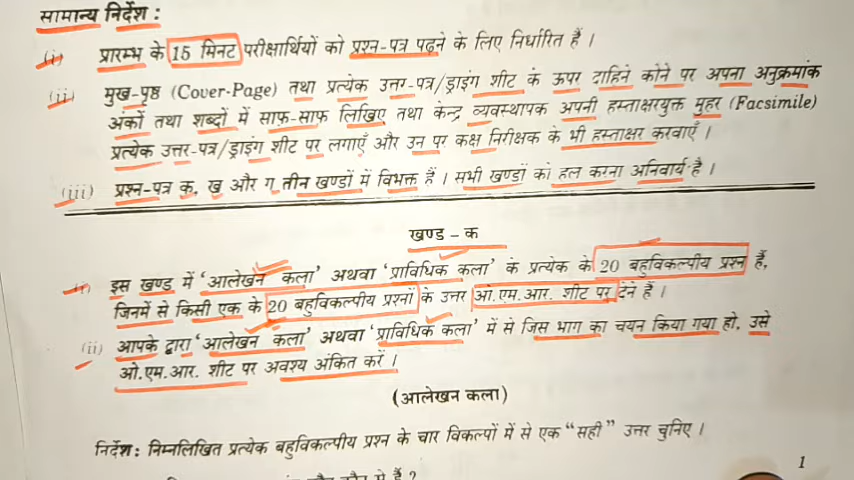 सामान्य निर्देश :
(i) प्रारम्भ के 15 मिनट परीक्षार्थियों को प्रश्न-पत्र पढ़ने के लिए निर्धारित हैं ।
(ii) मुख-पृष्ठ (Cover-Page) तथा प्रत्येक उत्तर-पत्र/ड्राइंग शीट के ऊपर दाहिने कोने पर अपना अनुक्रमांक
अंकों तथा शब्दों में साफ़-साफ़ लिखिए तथा केन्द्र व्यवस्थापक अपनी हस्ताक्षरयुक्त मुहर (Facsimile)
प्रत्येक उत्तर-पत्र/ड्राइंग शीट पर लगाएँ और उन पर कक्ष निरीक्षक के भी हस्ताक्षर करवाएँ ।
(iii) प्रश्न-पत्र क, ख और ग तीन खण्डों में विभक्त हैं । सभी खण्डों को हल करना अनिवार्य है ।
खण्ड – क
(i) इस खण्ड में 'आलेखन कला' अथवा 'प्राविधिक कला' के प्रत्येक के 20 बहुविकल्पीय प्रश्न हैं,
जिनमें से किसी एक के 20 बहुविकल्पीय प्रश्नों के उत्तर ओ.एम.आर. शीट पर देने हैं ।
(ii) आपके द्वारा 'आलेखन कला' अथवा 'प्राविधिक कला' में से जिस भाग का चयन किया गया हो, उसे
ओ.एम.आर. शीट पर अवश्य अंकित करें ।
(आलेखन कला)
निर्देश : निम्नलिखित प्रत्येक बहुविकल्पीय प्रश्न के चार विकल्पों में से एक "सही" उत्तर चुनिए ।
1